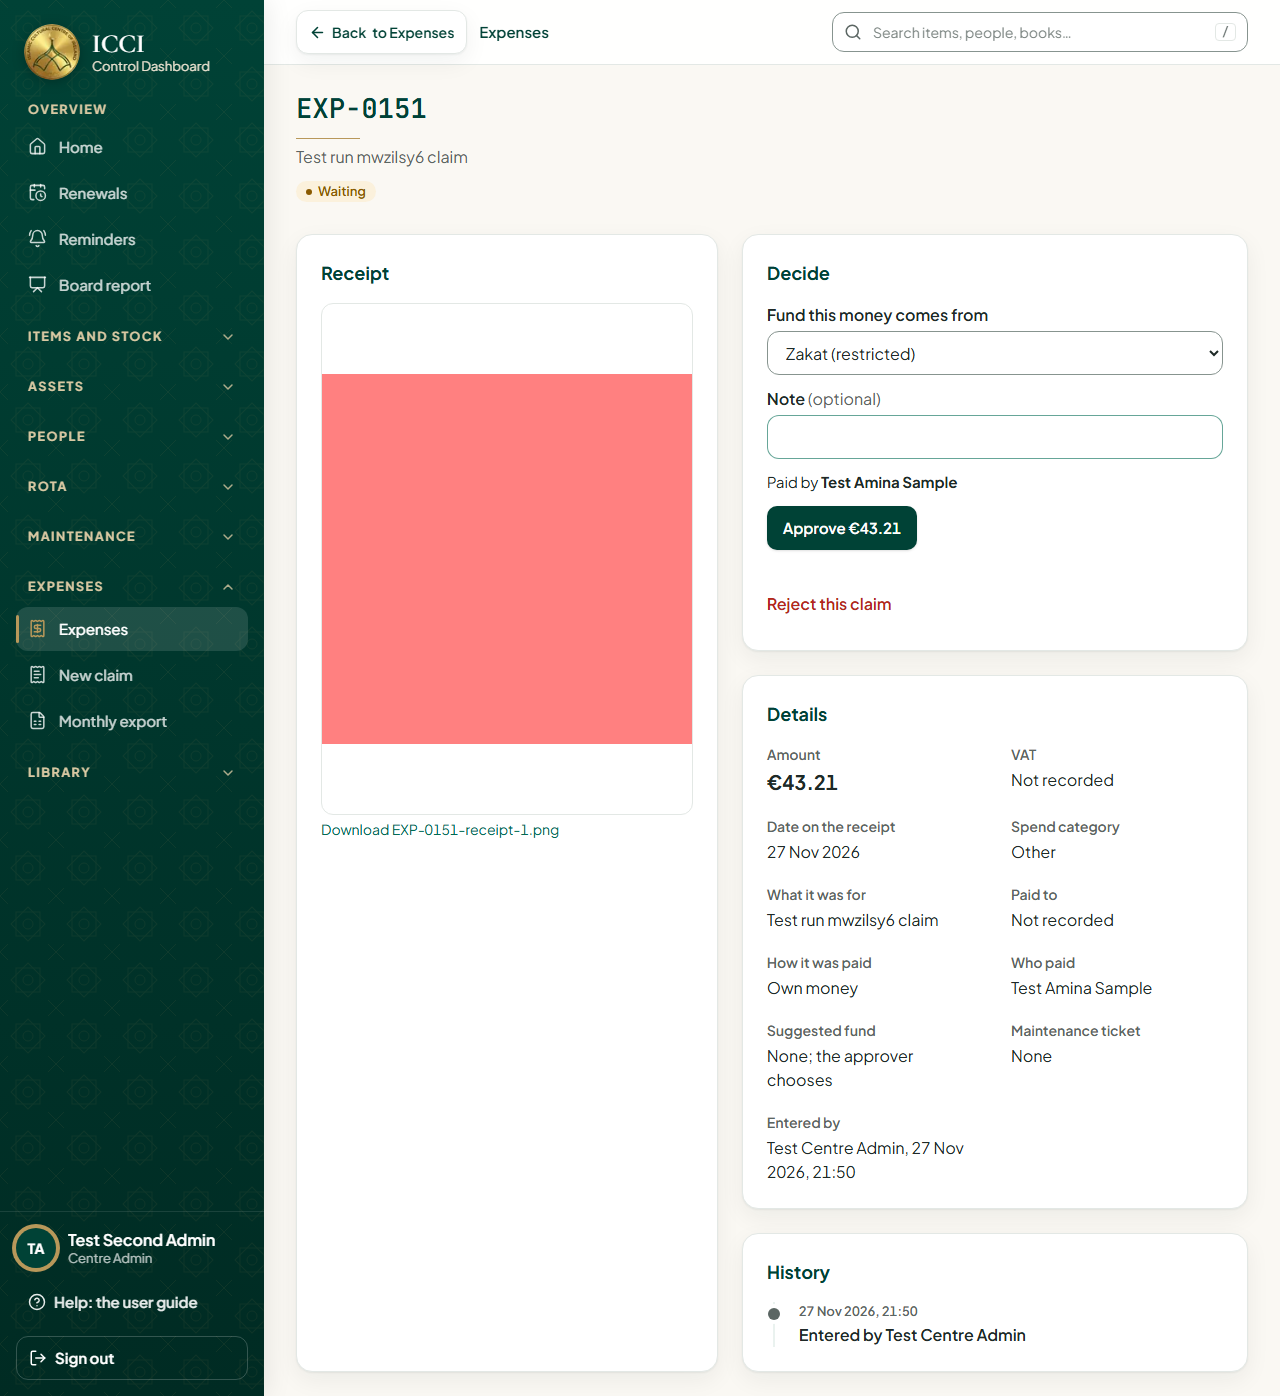 ICCI
Control Dashboard
OVERVIEW
Home
Renewals
Reminders
Board report
ITEMS AND STOCK
ASSETS
PEOPLE
ROTA
MAINTENANCE
EXPENSES
Expenses
New claim
Monthly export
LIBRARY
TA
Test Second Admin
Centre Admin
Help: the user guide
Sign out
Back to Expenses
Expenses
Search items, people, books…
/
EXP-0151
Test run mwzilsy6 claim
Waiting
Receipt
Download EXP-0151-receipt-1.png
Decide
Fund this money comes from
Zakat (restricted)
Note (optional)
Paid by Test Amina Sample
Approve €43.21
Reject this claim
Details
Amount
€43.21
VAT
Not recorded
Date on the receipt
27 Nov 2026
Spend category
Other
What it was for
Test run mwzilsy6 claim
Paid to
Not recorded
How it was paid
Own money
Who paid
Test Amina Sample
Suggested fund
None; the approver
chooses
Maintenance ticket
None
Entered by
Test Centre Admin, 27 Nov
2026, 21:50
History
27 Nov 2026, 21:50
Entered by Test Centre Admin